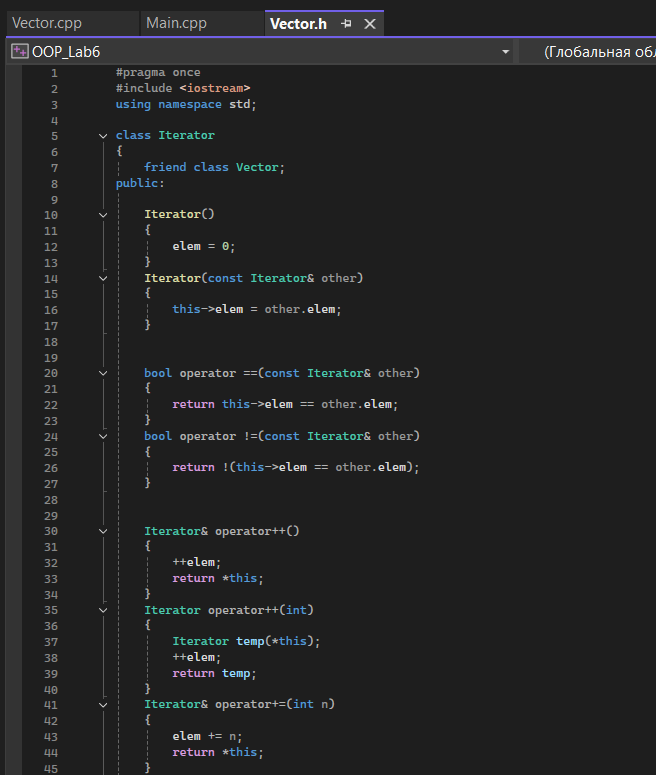 Vector.cpp Main.cpp Vector.h
OOP_Lab6 (Глобальная обл
1 #pragma once
2 #include <iostream>
3 using namespace std;
4
5 class Iterator
6 {
7 friend class Vector;
8 public:
9
10 Iterator()
11 {
12 elem = 0;
13 }
14 Iterator(const Iterator& other)
15 {
16 this->elem = other.elem;
17 }
18
19
20 bool operator ==(const Iterator& other)
21 {
22 return this->elem == other.elem;
23 }
24 bool operator !=(const Iterator& other)
25 {
26 return !(this->elem == other.elem);
27 }
28
29
30 Iterator& operator++()
31 {
32 ++elem;
33 return *this;
34 }
35 Iterator operator++(int)
36 {
37 Iterator temp(*this);
38 ++elem;
39 return temp;
40 }
41 Iterator& operator+=(int n)
42 {
43 elem += n;
44 return *this;
45 }